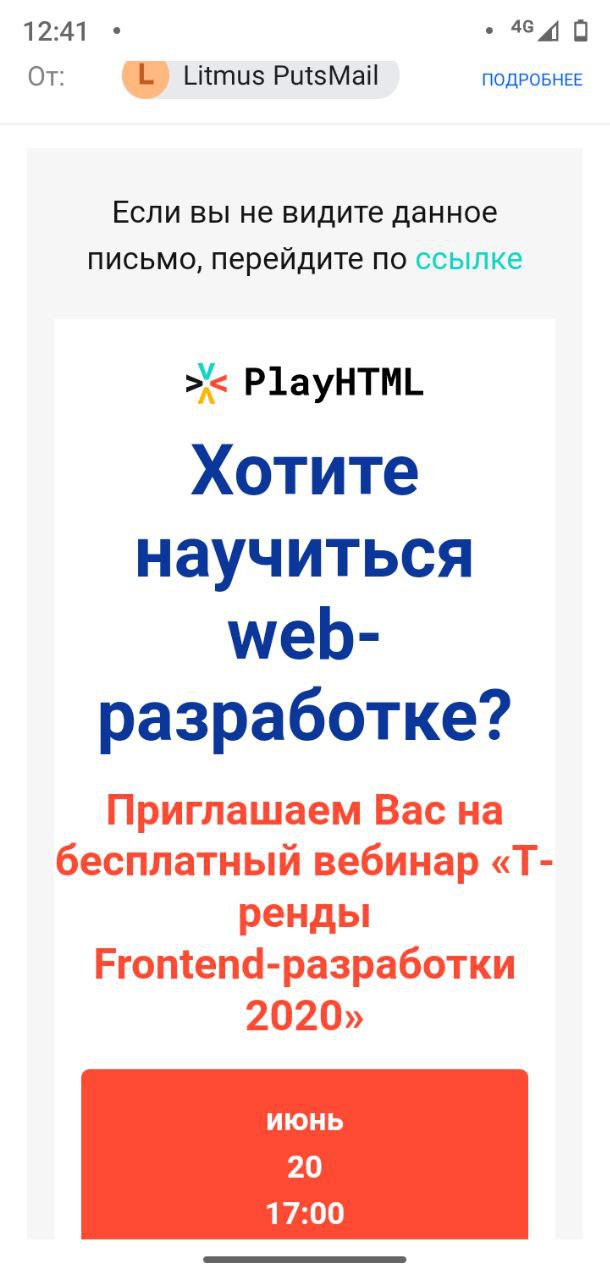 12:41
4G
От:
L Litmus PutsMail
ПОДРОБНЕЕ
Если вы не видите данное
письмо, перейдите по ссылке
PlayHTML
Хотите
научиться
web-
разработке?
Приглашаем Вас на
бесплатный вебинар «Т-
ренды
Frontend-разработки
2020»
июнь
20
17:00